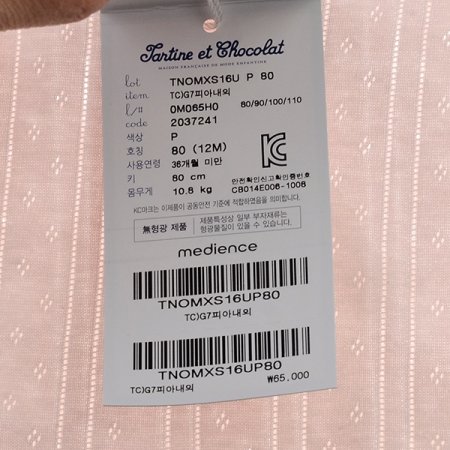 Tartine et Chocolat
MAISON FRANÇAISE DE MODE ENFANTINE
lot TNOMXS16U P 80
item TC)G7피아내의
l/# 0M065H0 80/90/100/110
code 2037241
색상 P
호칭 80 (12M)
사용연령 36개월 미만
키 80 cm
몸무게 10.8 kg
안전확인신고확인증번호
CB014E006-1006
KC마크는 이제품이 공통안전 기준에 적합하였음을 의미합니다.
無형광 제품
제품특성상 일부 부자재류는
형광물질이 있을 수 있습니다.
medience
TNOMXS16UP80
TC)G7피아내의
TNOMXS16UP80
TC)G7피아내의
₩65,000